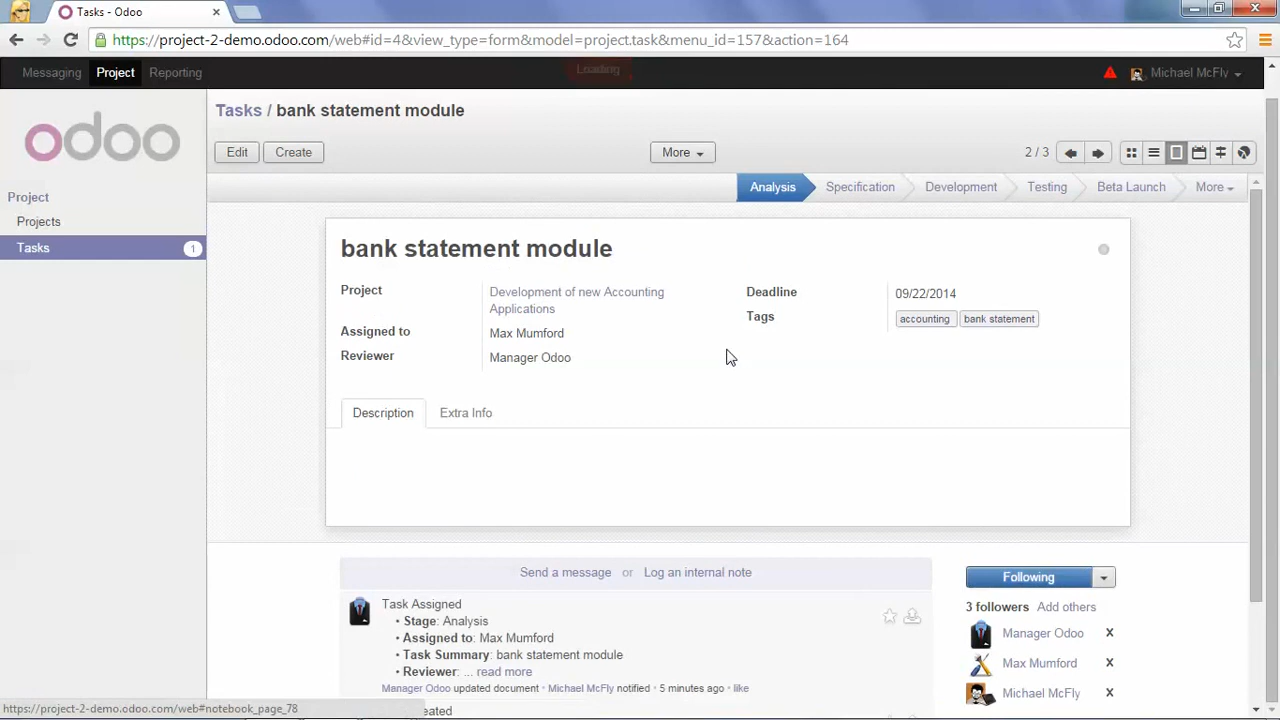 Tasks - Odoo
https://project-2-demo.odoo.com/web#id=4&view_type=form&model=project.task&menu_id=157&action=164
Messaging Project Reporting Loading Michael McFly
odoo
Tasks / bank statement module
Edit Create More 2 / 3
Analysis Specification Development Testing Beta Launch More
Project
Projects
Tasks 1
bank statement module
Project Development of new Accounting
Applications
Assigned to Max Mumford
Reviewer Manager Odoo
Deadline 09/22/2014
Tags accounting bank statement
Description Extra Info
Send a message or Log an internal note
Task Assigned
• Stage: Analysis
• Assigned to: Max Mumford
• Task Summary: bank statement module
• Reviewer: ... read more
Manager Odoo updated document • Michael McFly notified • 5 minutes ago • like
Following
3 followers Add others
Manager Odoo X
Max Mumford X
Michael McFly X
https://project-2-demo.odoo.com/web#notebook_page_78